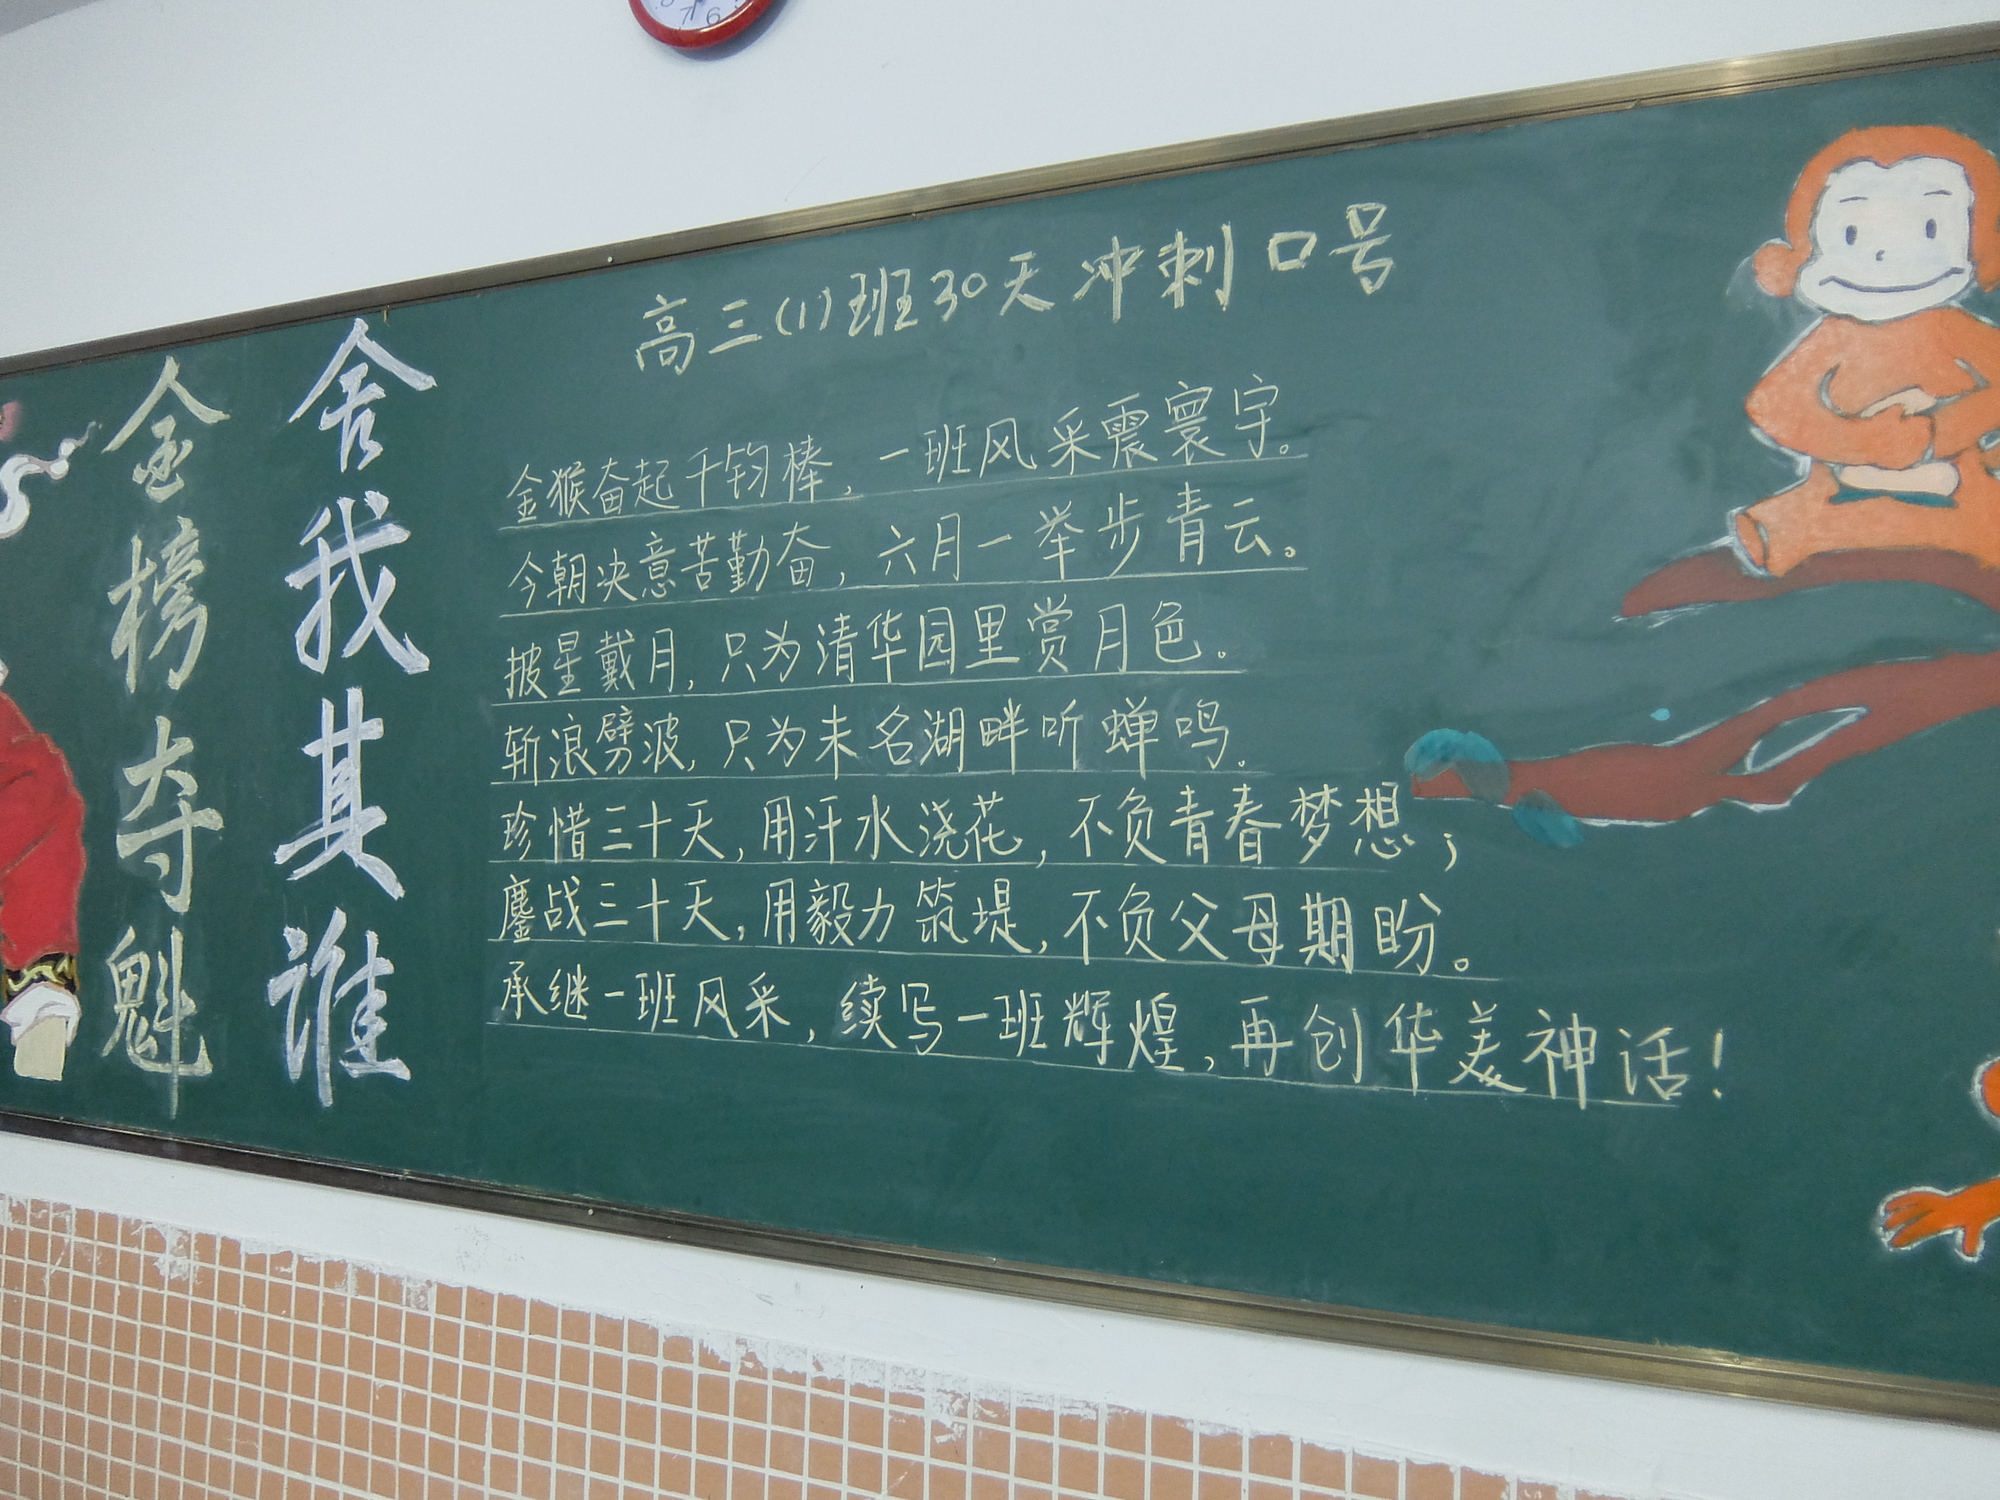 金榜夺魁
舍我其谁
高三(1)班30天冲刺口号
金猴奋起千钧棒，一班风采震寰宇。
今朝决意苦勤奋，六月一举步青云。
披星戴月，只为清华园里赏月色。
斩浪劈波，只为未名湖畔听蝉鸣。
珍惜三十天，用汗水浇花，不负青春梦想；
鏖战三十天，用毅力筑堤，不负父母期盼。
承继一班风采，续写一班辉煌，再创华美神话！